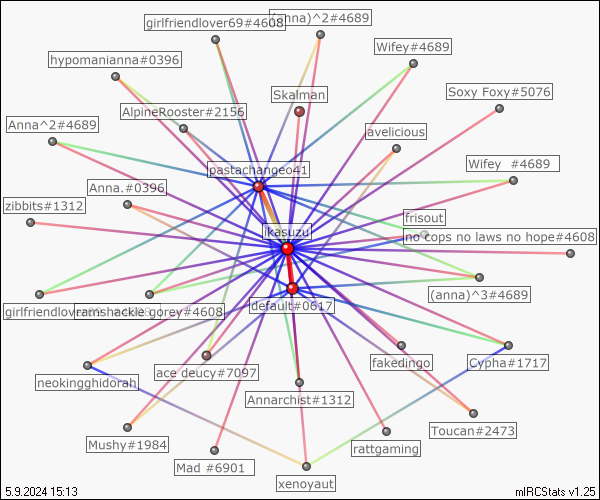 girlfriendlover69#4608
(anna)^2#4689
Wifey#4689
hypomanianna#0396
Skalman
Soxy Foxy#5076
AlpineRooster#2156
Anna^2#4689
avelicious
pastachangeo41
Wifey  #4689
Anna.#0396
zibbits#1312
frisout
ikasuzu
no cops no laws no hope#4608
(anna)^3#4689
default#0617
ramshackle gorey#4608
fakedingo
Cypha#1717
ace deucy#7097
neokingghidorah
Annarchist#1312
Toucan#2473
Mushy#1984
rattgaming
Mad #6901
xenoyaut
5.9.2024 15:13
mIRCStats v1.25